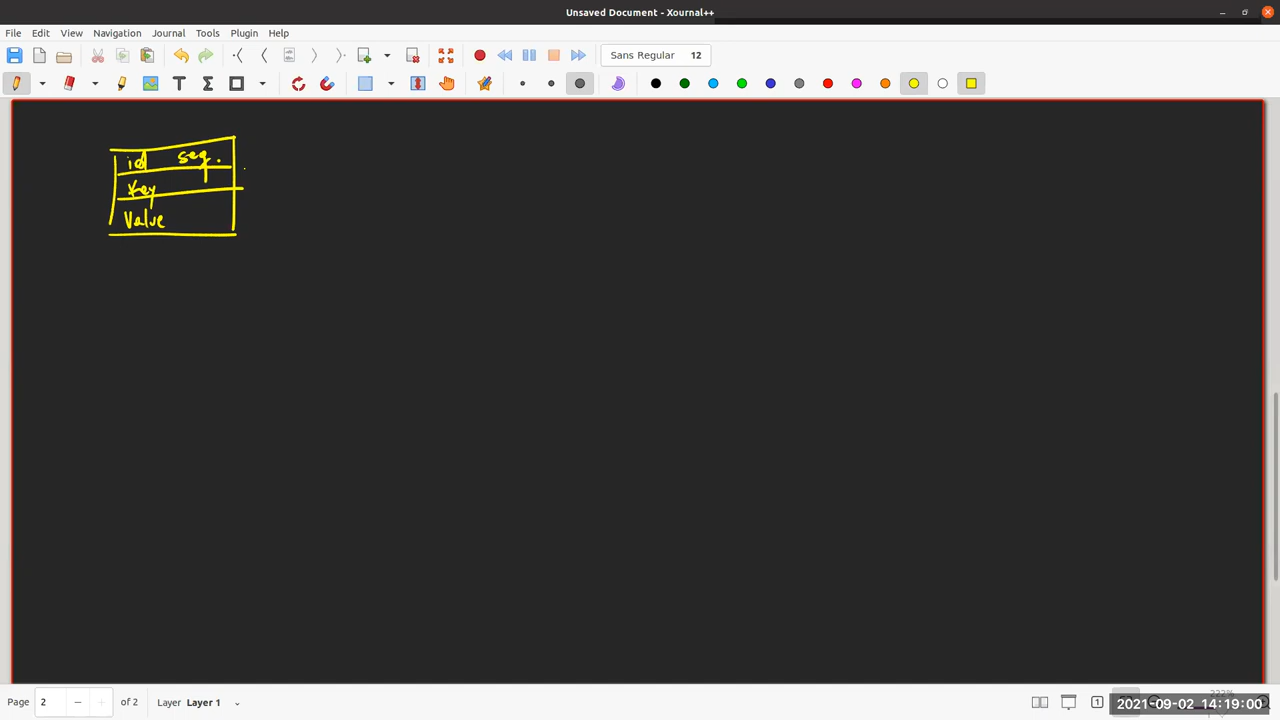 Unsaved Document - Xournal++
File Edit View Navigation Journal Tools Plugin Help
Sans Regular 12
id seq.
Key
Value
Page 2 of 2 Layer Layer 1
2021-09-02 14:19:00